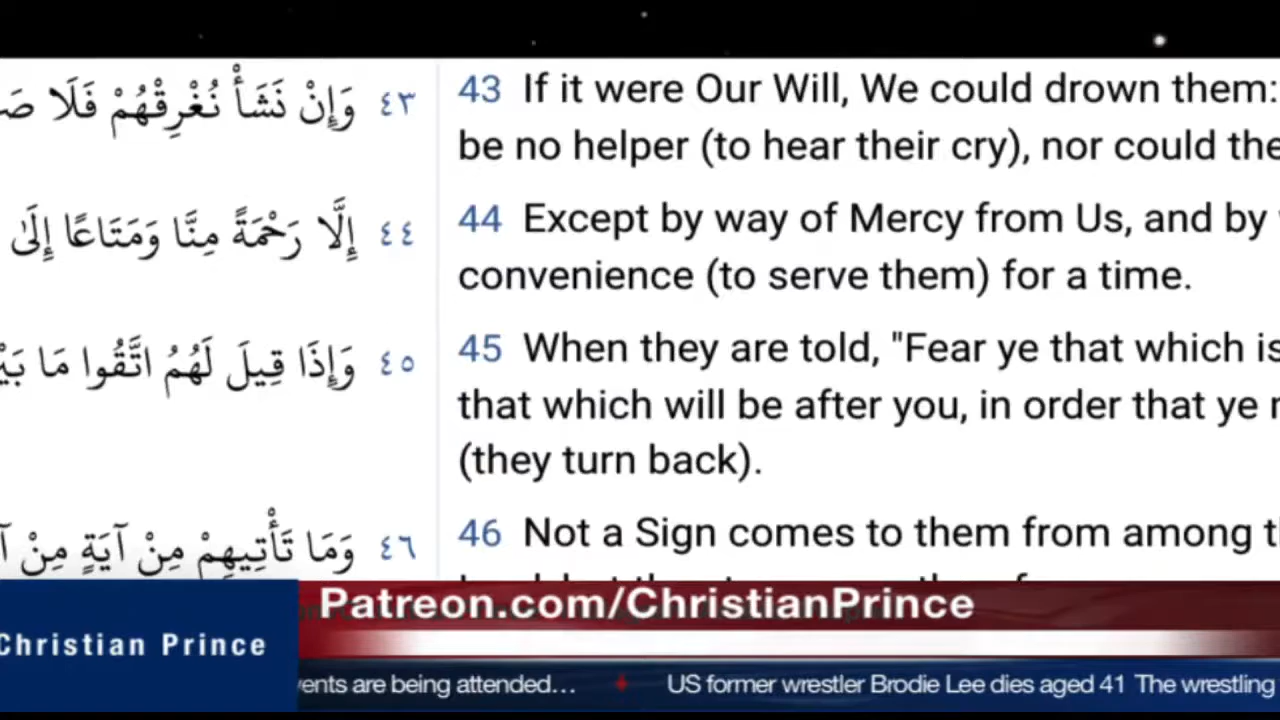 وَإِنْ نَشَأْ نُغْرِقْهُمْ فَلَا ٤٣
43 If it were Our Will, We could drown them:
be no helper (to hear their cry), nor could
إِلَّا رَحْمَةً مِنَّا وَمَتَاعًا إِلَىٰ ٤٤
44 Except by way of Mercy from Us, and by
convenience (to serve them) for a time.
وَإِذَا قِيلَ لَهُمُ اتَّقُوا مَا ٤٥
45 When they are told, "Fear ye that which is
that which will be after you, in order that ye
(they turn back).
وَمَا تَأْتِيهِمْ مِنْ آيَةٍ مِنْ ٤٦
46 Not a Sign comes to them from among
Patreon.com/ChristianPrince
Christian Prince
are being attended... US former wrestler Brodie Lee dies aged 41 The wrestling